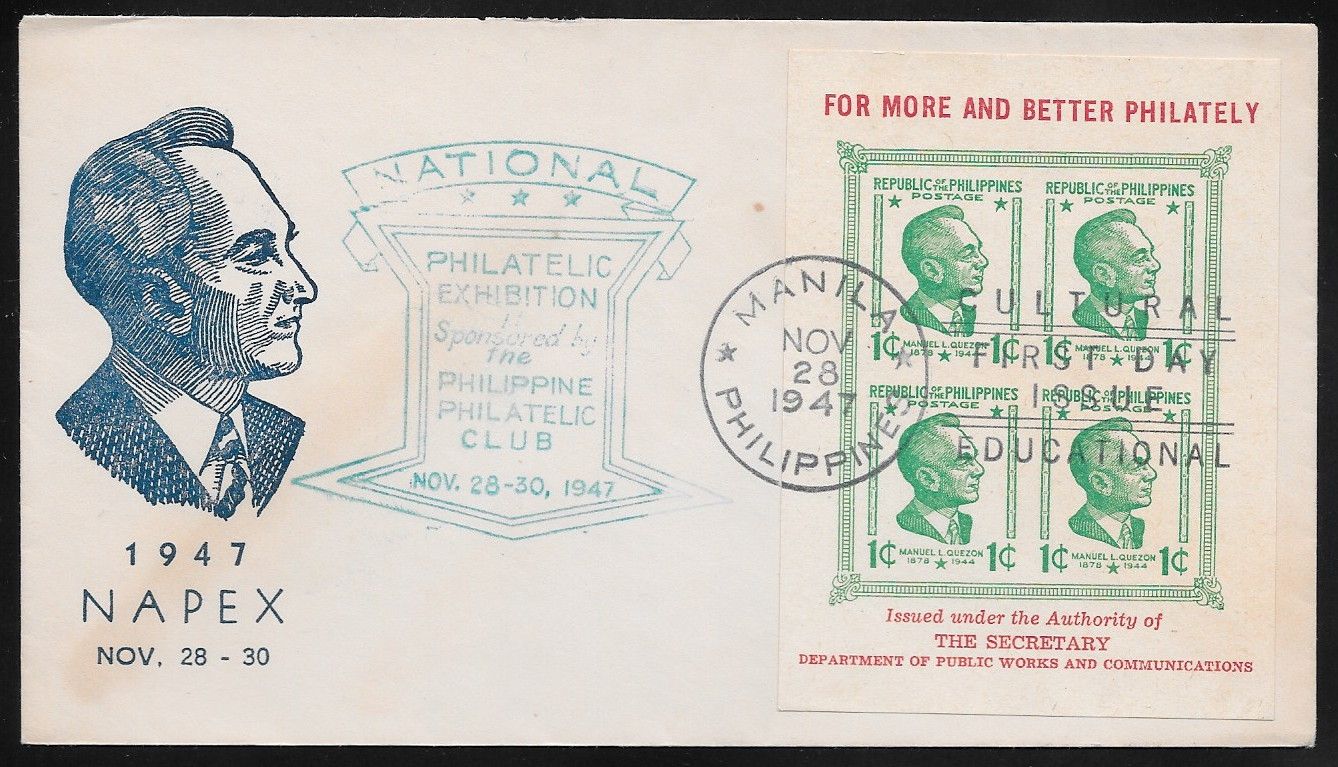 1947
NAPEX
NOV. 28 - 30
NATIONAL
PHILATELIC
EXHIBITION
Sponsored by
the
PHILIPPINE
PHILATELIC
CLUB
NOV. 28-30, 1947
MANILA
NOV
28
1947
PHILIPPINES
CULTURAL
FIRST DAY
ISSUE
EDUCATIONAL
FOR MORE AND BETTER PHILATELY
REPUBLIC OF THE PHILIPPINES
POSTAGE
1¢ MANUEL L. QUEZON 1¢
1878 1944
REPUBLIC OF THE PHILIPPINES
POSTAGE
1¢ MANUEL L. QUEZON 1¢
1878 1944
REPUBLIC OF THE PHILIPPINES
POSTAGE
1¢ MANUEL L. QUEZON 1¢
1878 1944
REPUBLIC OF THE PHILIPPINES
POSTAGE
1¢ MANUEL L. QUEZON 1¢
1878 1944
Issued under the Authority of
THE SECRETARY
DEPARTMENT OF PUBLIC WORKS AND COMMUNICATIONS